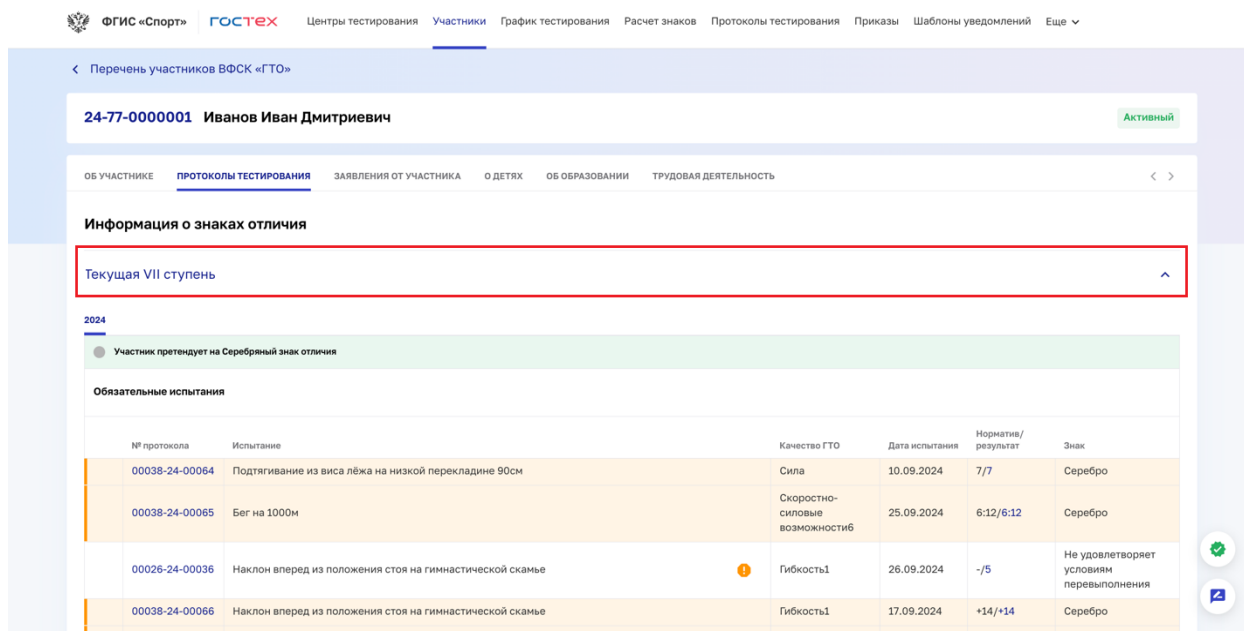 ФГИС «Спорт» ГОСТЕХ Центры тестирования Участники График тестирования Расчет знаков Протоколы тестирования Приказы Шаблоны уведомлений Еще
Перечень участников ВФСК «ГТО»
24-77-0000001 Иванов Иван Дмитриевич Активный
ОБ УЧАСТНИКЕ ПРОТОКОЛЫ ТЕСТИРОВАНИЯ ЗАЯВЛЕНИЯ ОТ УЧАСТНИКА О ДЕТЯХ ОБ ОБРАЗОВАНИИ ТРУДОВАЯ ДЕЯТЕЛЬНОСТЬ
Информация о знаках отличия
Текущая VII ступень
2024
Участник претендует на Серебряный знак отличия
Обязательные испытания
№ протокола Испытание Качество ГТО Дата испытания Норматив/
результат Знак
00038-24-00064 Подтягивание из виса лёжа на низкой перекладине 90см Сила 10.09.2024 7/7 Серебро
00038-24-00065 Бег на 1000м Скоростно-
силовые
возможности6 25.09.2024 6:12/6:12 Серебро
00026-24-00036 Наклон вперед из положения стоя на гимнастической скамье Гибкость1 26.09.2024 -/5 Не удовлетворяет
условиям
перевыполнения
00038-24-00066 Наклон вперед из положения стоя на гимнастической скамье Гибкость1 17.09.2024 +14/+14 Серебро